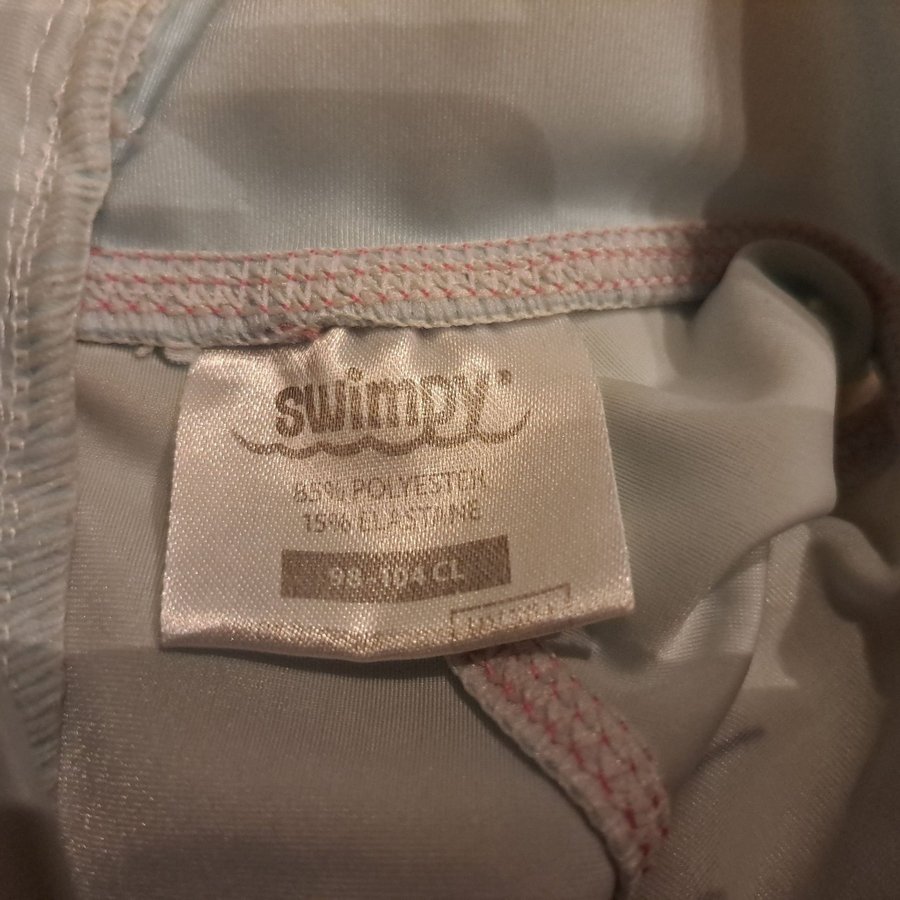 swimpy®
85% POLYESTER
15% ELASTANE
98-104 CL